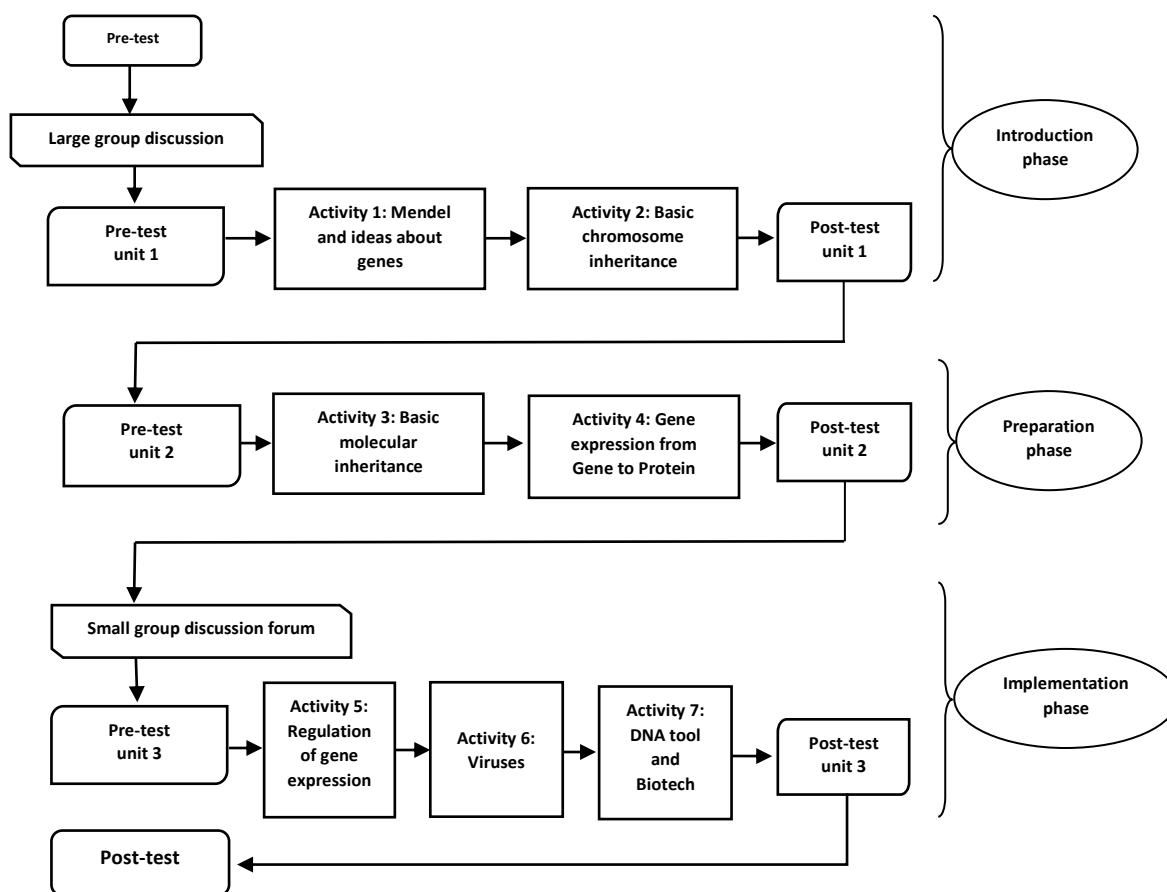 Pre-test
Large group discussion
Introduction
phase
Pre-test
unit 1
Activity 1: Mendel
and ideas about
genes
Activity 2: Basic
chromosome
inheritance
Post-test
unit 1
Pre-test
unit 2
Activity 3: Basic
molecular
inheritance
Activity 4: Gene
expression from
Gene to Protein
Post-test
unit 2
Preparation
phase
Small group discussion forum
Pre-test
unit 3
Activity 5:
Regulation
of gene
expression
Activity 6:
Viruses
Activity 7:
DNA tool
and
Biotech
Post-test
unit 3
Implementation
phase
Post-test